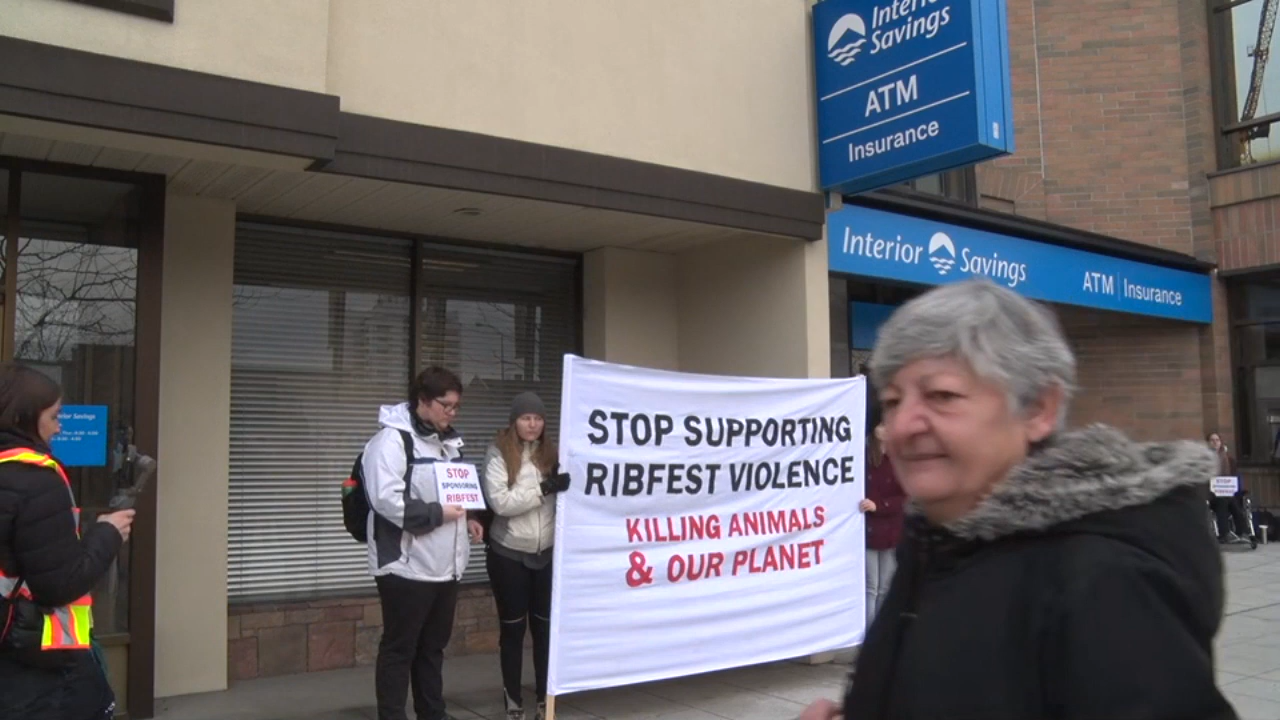 Interior
Savings
ATM
Insurance
Interior Savings ATM Insurance
STOP SUPPORTING
RIBFEST VIOLENCE
KILLING ANIMALS
& OUR PLANET
STOP
SPONSORING
RIBFEST
Savings
STOP